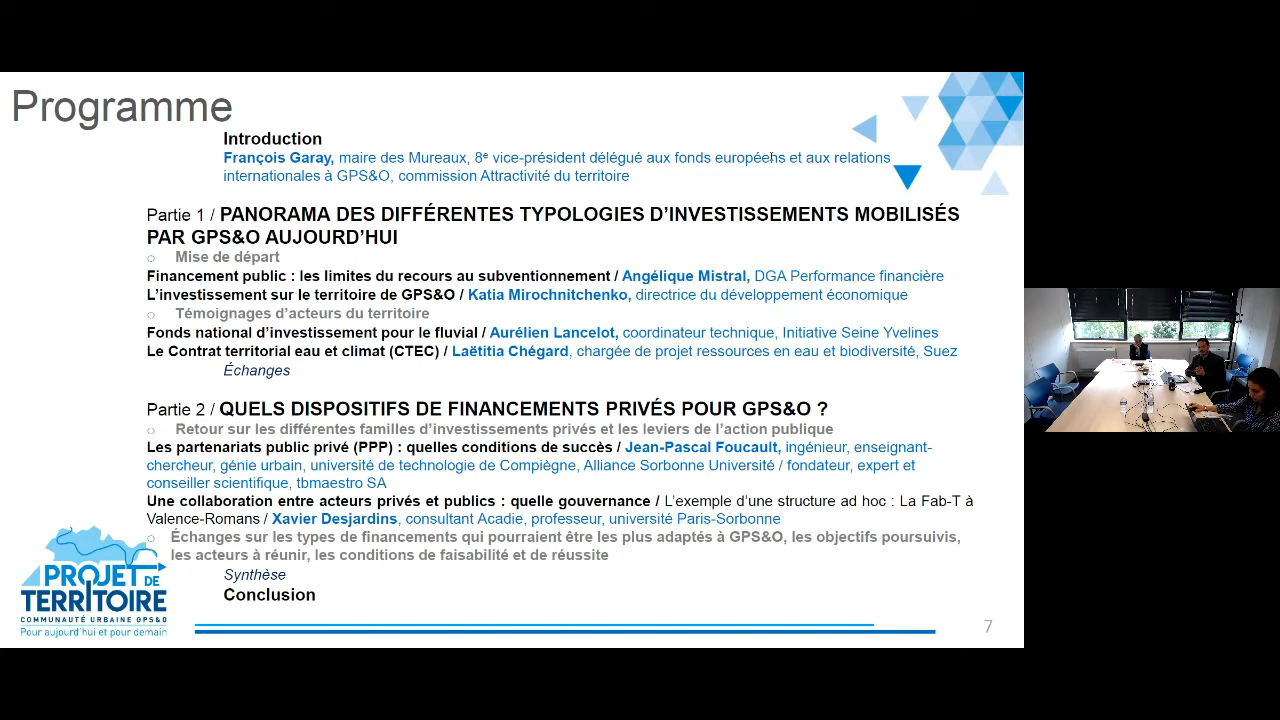 Programme
Introduction
François Garay, maire des Mureaux, 8e vice-président délégué aux fonds européens et aux relations
internationales à GPS&O, commission Attractivité du territoire
Partie 1 / PANORAMA DES DIFFÉRENTES TYPOLOGIES D’INVESTISSEMENTS MOBILISÉS
PAR GPS&O AUJOURD’HUI
o Mise de départ
Financement public : les limites du recours au subventionnement / Angélique Mistral, DGA Performance financière
L’investissement sur le territoire de GPS&O / Katia Mirochnitchenko, directrice du développement économique
o Témoignages d’acteurs du territoire
Fonds national d’investissement pour le fluvial / Aurélien Lancelot, coordinateur technique, Initiative Seine Yvelines
Le Contrat territorial eau et climat (CTEC) / Laëtitia Chégard, chargée de projet ressources en eau et biodiversité, Suez
Échanges
Partie 2 / QUELS DISPOSITIFS DE FINANCEMENTS PRIVÉS POUR GPS&O ?
o Retour sur les différentes familles d’investissements privés et les leviers de l’action publique
Les partenariats public privé (PPP) : quelles conditions de succès / Jean-Pascal Foucault, ingénieur, enseignant-
chercheur, génie urbain, université de technologie de Compiègne, Alliance Sorbonne Université / fondateur, expert et
conseiller scientifique, tbmaestro SA
Une collaboration entre acteurs privés et publics : quelle gouvernance / L’exemple d’une structure ad hoc : La Fab-T à
Valence-Romans / Xavier Desjardins, consultant Acadie, professeur, université Paris-Sorbonne
o Échanges sur les types de financements qui pourraient être les plus adaptés à GPS&O, les objectifs poursuivis,
les acteurs à réunir, les conditions de faisabilité et de réussite
Synthèse
Conclusion
PROJET DE
TERRITOIRE
COMMUNAUTÉ URBAINE GPS&O
Pour aujourd’hui et pour demain
7